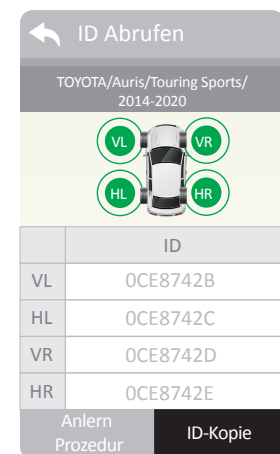 ID Abrufen
TOYOTA/Auris/Touring Sports/
2014-2020
VL VR
HL HR
ID
VL 0CE8742B
HL 0CE8742C
VR 0CE8742D
HR 0CE8742E
Anlern
Prozedur
ID-Kopie